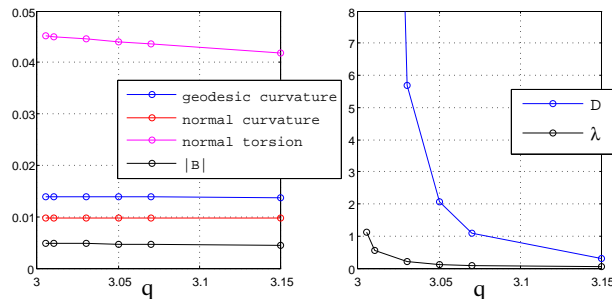 0.05
0.04
0.03
0.02
0.01
0
3
3.05
3.1
3.15
q
geodesic curvature
normal curvature
normal torsion
|B|
8
7
6
5
4
3
2
1
0
3
3.05
3.1
3.15
q
D
λ